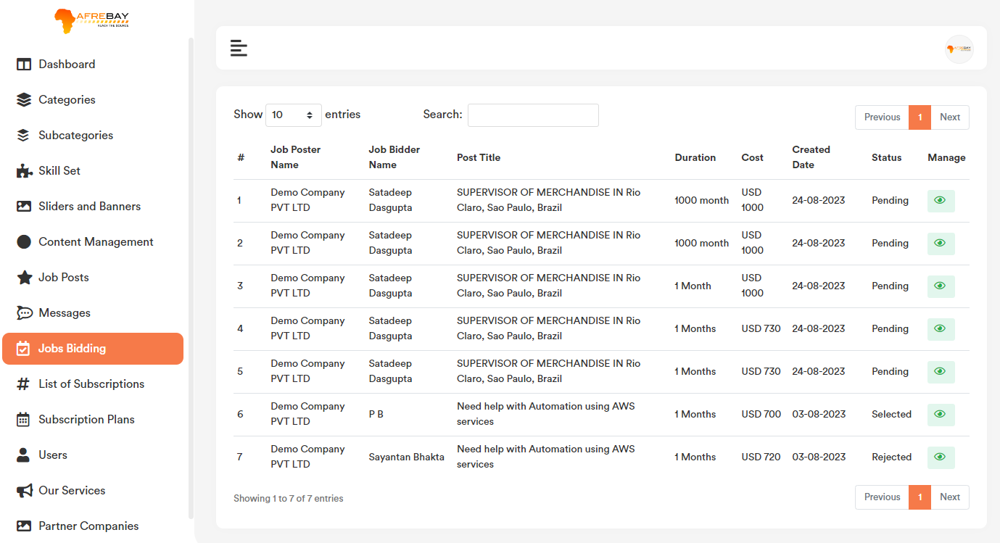 AFREBAY
REACH THE SOURCE
Dashboard
Categories
Subcategories
Skill Set
Sliders and Banners
Content Management
Job Posts
Messages
Jobs Bidding
List of Subscriptions
Subscription Plans
Users
Our Services
Partner Companies
AFREBAY
Show 10 entries Search: Previous 1 Next
# Job Poster Name Job Bidder Name Post Title Duration Cost Created Date Status Manage
1 Demo Company PVT LTD Satadeep Dasgupta SUPERVISOR OF MERCHANDISE IN Rio Claro, Sao Paulo, Brazil 1000 month USD 1000 24-08-2023 Pending
2 Demo Company PVT LTD Satadeep Dasgupta SUPERVISOR OF MERCHANDISE IN Rio Claro, Sao Paulo, Brazil 1000 month USD 1000 24-08-2023 Pending
3 Demo Company PVT LTD Satadeep Dasgupta SUPERVISOR OF MERCHANDISE IN Rio Claro, Sao Paulo, Brazil 1 Month USD 1000 24-08-2023 Pending
4 Demo Company PVT LTD Satadeep Dasgupta SUPERVISOR OF MERCHANDISE IN Rio Claro, Sao Paulo, Brazil 1 Months USD 730 24-08-2023 Pending
5 Demo Company PVT LTD Satadeep Dasgupta SUPERVISOR OF MERCHANDISE IN Rio Claro, Sao Paulo, Brazil 1 Months USD 730 24-08-2023 Pending
6 Demo Company PVT LTD P B Need help with Automation using AWS services 1 Months USD 700 03-08-2023 Selected
7 Demo Company PVT LTD Sayantan Bhakta Need help with Automation using AWS services 1 Months USD 720 03-08-2023 Rejected
Showing 1 to 7 of 7 entries Previous 1 Next